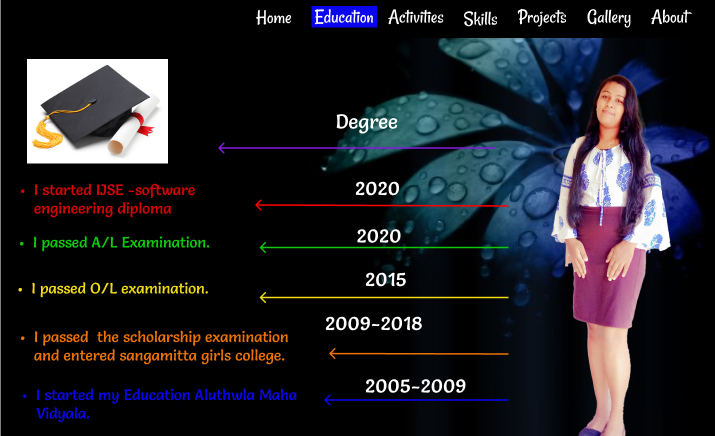 Home Education Activities Skills Projects Gallery About
Degree
2020
I started IJSE -software
engineering diploma
2020
I passed A/L Examination.
2015
I passed O/L examination.
2009-2018
I passed the scholarship examination
and entered sangamitta girls college.
2005-2009
I started my Education Aluthwla Maha
Vidyala.